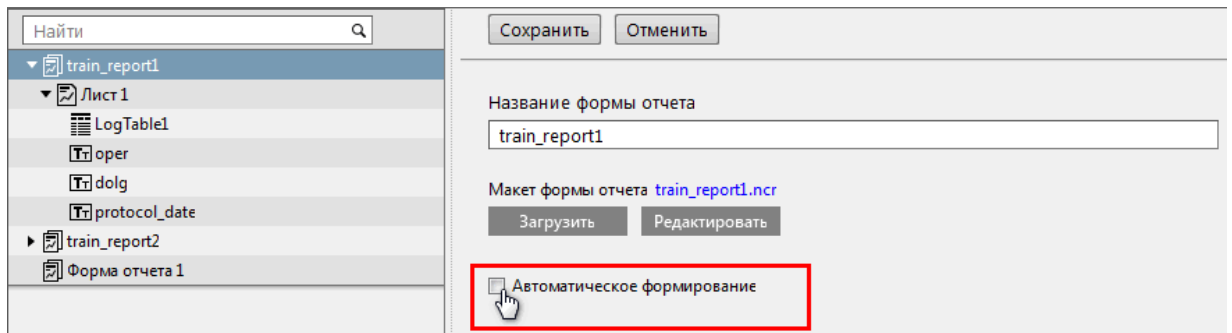 Найти
train_report1
Лист 1
LogTable1
oper
dolg
protocol_date
train_report2
Форма отчета 1
Сохранить Отменить
Название формы отчета
train_report1
Макет формы отчета train_report1.ncr
Загрузить Редактировать
Автоматическое формирование